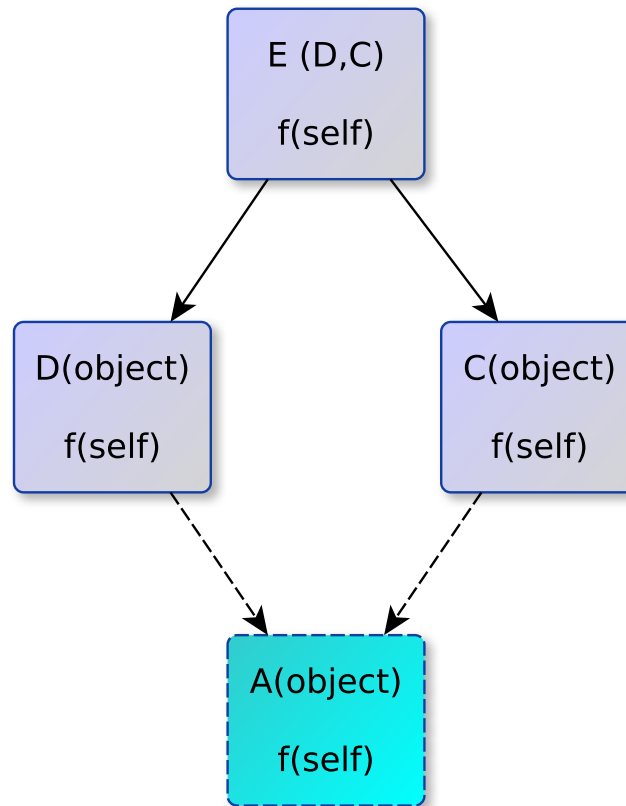 E (D,C)
f(self)
D(object)
f(self)
C(object)
f(self)
A(object)
f(self)